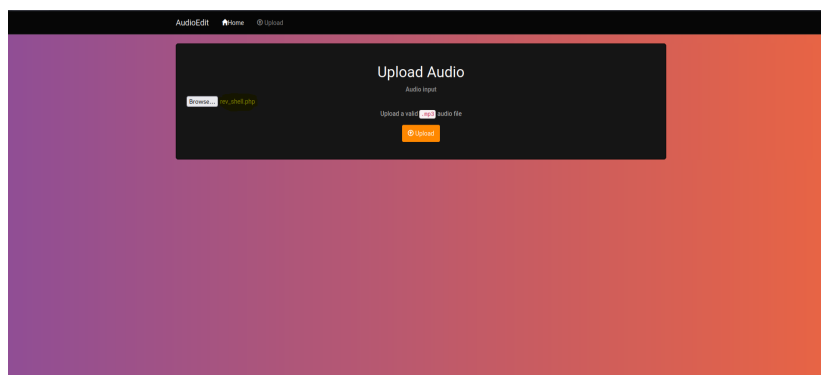 AudioEdit Home Upload
Upload Audio
Audio input
Browse... rev_shell.php
Upload a valid .mp3 audio file
Upload